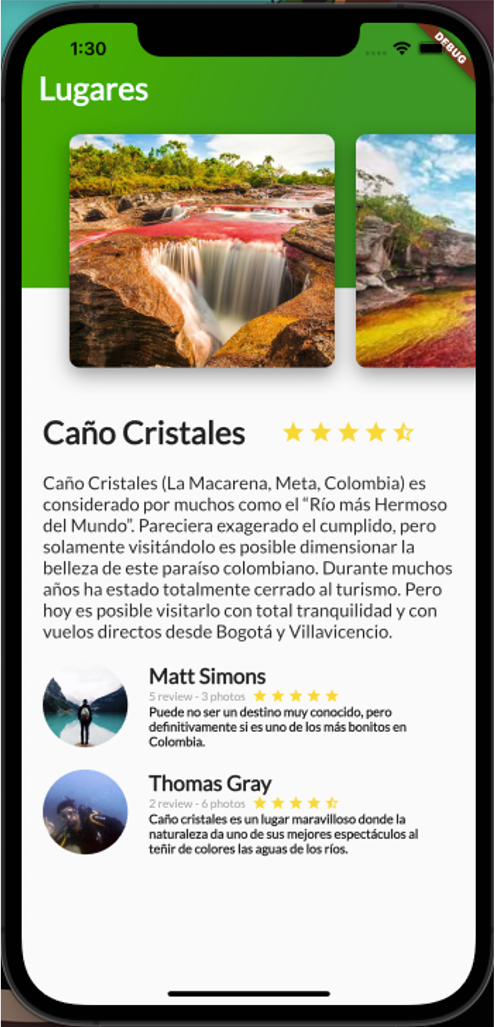 1:30
DEBUG
Lugares
Caño Cristales
Caño Cristales (La Macarena, Meta, Colombia) es
considerado por muchos como el “Río más Hermoso
del Mundo”. Pareciera exagerado el cumplido, pero
solamente visitándolo es posible dimensionar la
belleza de este paraíso colombiano. Durante muchos
años ha estado totalmente cerrado al turismo. Pero
hoy es posible visitarlo con total tranquilidad y con
vuelos directos desde Bogotá y Villavicencio.
Matt Simons
5 review - 3 photos
Puede no ser un destino muy conocido, pero
definitivamente si es uno de los más bonitos en
Colombia.
Thomas Gray
2 review - 6 photos
Caño cristales es un lugar maravilloso donde la
naturaleza da uno de sus mejores espectáculos al
teñir de colores las aguas de los ríos.